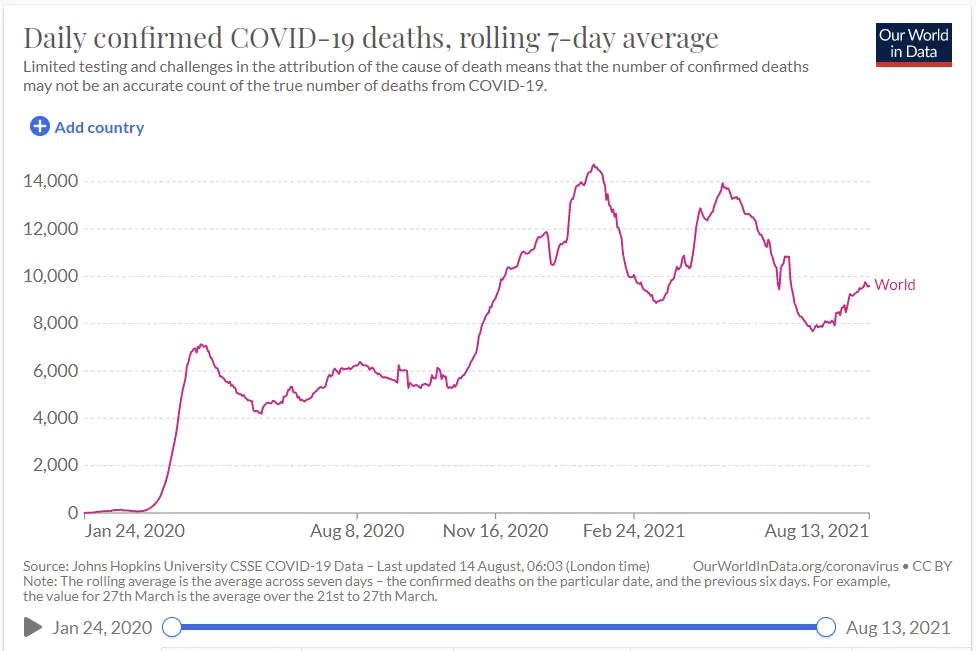 Daily confirmed COVID-19 deaths, rolling 7-day average
Our World
in Data
Limited testing and challenges in the attribution of the cause of death means that the number of confirmed deaths
may not be an accurate count of the true number of deaths from COVID-19.
Add country
14,000
12,000
10,000
World
8,000
6,000
4,000
2,000
0
Jan 24, 2020 Aug 8, 2020 Nov 16, 2020 Feb 24, 2021 Aug 13, 2021
Source: Johns Hopkins University CSSE COVID-19 Data – Last updated 14 August, 06:03 (London time) OurWorldInData.org/coronavirus • CC BY
Note: The rolling average is the average across seven days – the confirmed deaths on the particular date, and the previous six days. For example,
the value for 27th March is the average over the 21st to 27th March.
Jan 24, 2020 Aug 13, 2021